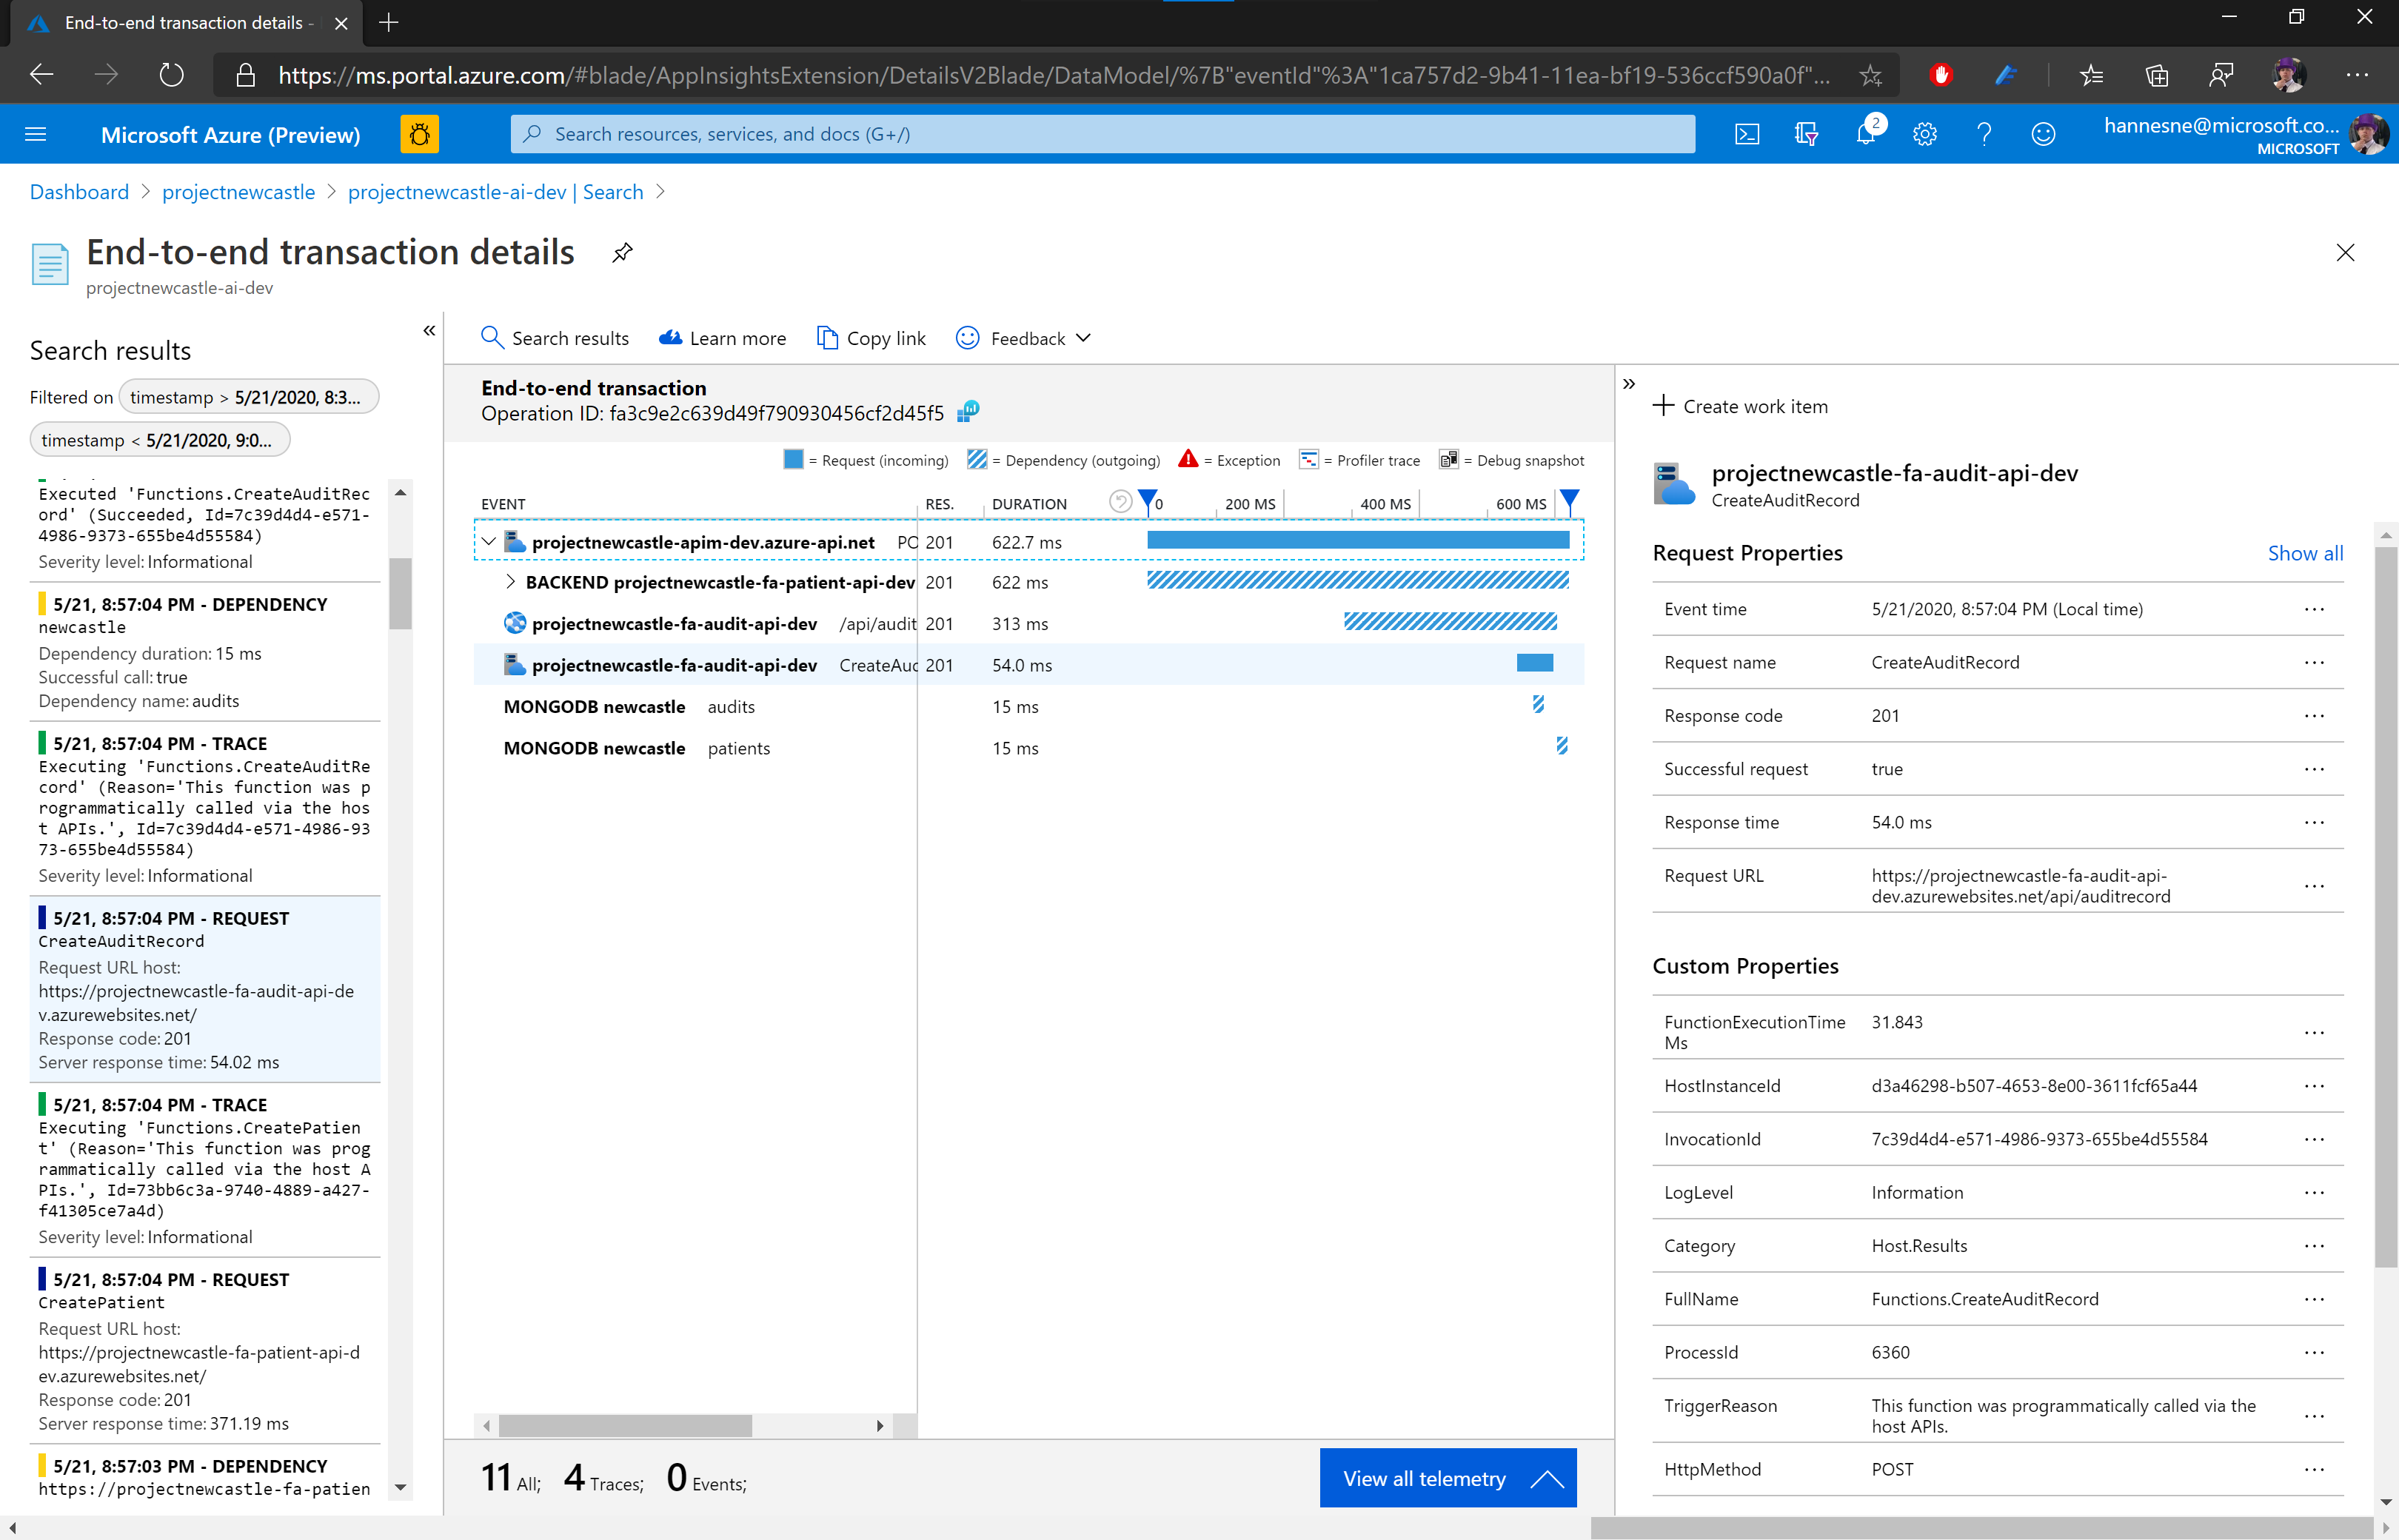 End-to-end transaction details -
https://ms.portal.azure.com/#blade/AppInsightsExtension/DetailsV2Blade/DataModel/%7B"eventId"%3A"1ca757d2-9b41-11ea-bf19-536ccf590a0f"...
Microsoft Azure (Preview)
Search resources, services, and docs (G+/)
2
hannesne@microsoft.co...
MICROSOFT
Dashboard > projectnewcastle > projectnewcastle-ai-dev | Search >
End-to-end transaction details
projectnewcastle-ai-dev
Search results
Filtered on timestamp > 5/21/2020, 8:3...
timestamp < 5/21/2020, 9:0...
Executed 'Functions.CreateAuditRec
ord' (Succeeded, Id=7c39d4d4-e571-
4986-9373-655be4d55584)
Severity level: Informational
5/21, 8:57:04 PM - DEPENDENCY
newcastle
Dependency duration: 15 ms
Successful call: true
Dependency name: audits
5/21, 8:57:04 PM - TRACE
Executing 'Functions.CreateAuditRe
cord' (Reason='This function was p
rogrammatically called via the hos
t APIs.', Id=7c39d4d4-e571-4986-93
73-655be4d55584)
Severity level: Informational
5/21, 8:57:04 PM - REQUEST
CreateAuditRecord
Request URL host:
https://projectnewcastle-fa-audit-api-de
v.azurewebsites.net/
Response code: 201
Server response time: 54.02 ms
5/21, 8:57:04 PM - TRACE
Executing 'Functions.CreatePatien
t' (Reason='This function was prog
rammatically called via the host A
PIs.', Id=73bb6c3a-9740-4889-a427-
f41305ce7a4d)
Severity level: Informational
5/21, 8:57:04 PM - REQUEST
CreatePatient
Request URL host:
https://projectnewcastle-fa-patient-api-d
ev.azurewebsites.net/
Response code: 201
Server response time: 371.19 ms
5/21, 8:57:03 PM - DEPENDENCY
https://projectnewcastle-fa-patien
Search results Learn more Copy link Feedback
End-to-end transaction
Operation ID: fa3c9e2c639d49f790930456cf2d45f5
= Request (incoming) = Dependency (outgoing) = Exception = Profiler trace = Debug snapshot
EVENT RES. DURATION 0 200 MS 400 MS 600 MS
projectnewcastle-apim-dev.azure-api.net PO 201 622.7 ms
BACKEND projectnewcastle-fa-patient-api-dev 201 622 ms
projectnewcastle-fa-audit-api-dev /api/audit 201 313 ms
projectnewcastle-fa-audit-api-dev CreateAuc 201 54.0 ms
MONGODB newcastle audits 15 ms
MONGODB newcastle patients 15 ms
11 All; 4 Traces; 0 Events;
View all telemetry
Create work item
projectnewcastle-fa-audit-api-dev
CreateAuditRecord
Request Properties Show all
Event time 5/21/2020, 8:57:04 PM (Local time) ...
Request name CreateAuditRecord ...
Response code 201 ...
Successful request true ...
Response time 54.0 ms ...
Request URL https://projectnewcastle-fa-audit-api-
dev.azurewebsites.net/api/auditrecord ...
Custom Properties
FunctionExecutionTime 31.843
Ms ...
HostInstanceId d3a46298-b507-4653-8e00-3611fcf65a44 ...
InvocationId 7c39d4d4-e571-4986-9373-655be4d55584 ...
LogLevel Information ...
Category Host.Results ...
FullName Functions.CreateAuditRecord ...
ProcessId 6360 ...
TriggerReason This function was programmatically called via the
host APIs. ...
HttpMethod POST ...